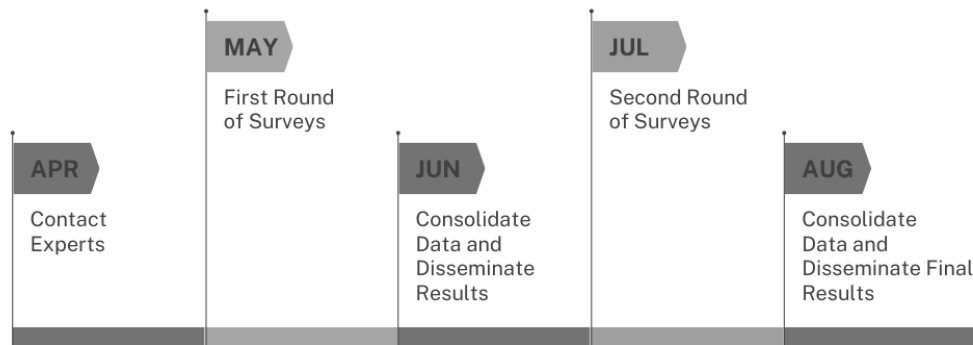 APR
Contact
Experts
MAY
First Round
of Surveys
JUN
Consolidate
Data and
Disseminate
Results
JUL
Second Round
of Surveys
AUG
Consolidate
Data and
Disseminate Final
Results